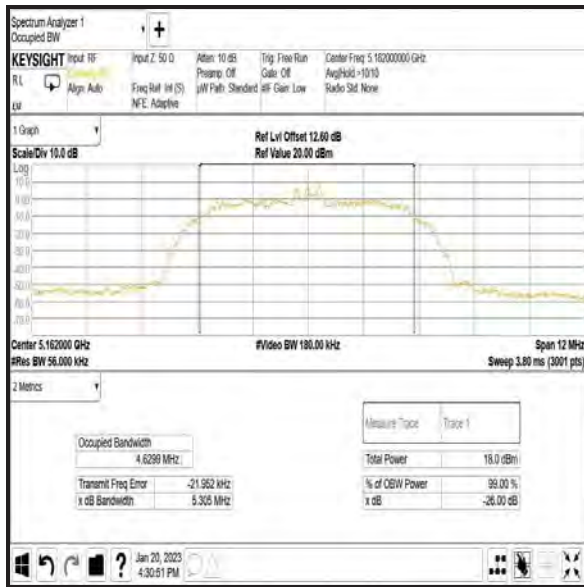 Spectrum Analyzer 1
Occupied BW
KEYSIGHT Input: RF
R L
Align: Auto
Input Z: 50 Ω
Freq Ref: Int (S)
NFE: Adaptive
Atten: 10 dB
Preamp: Off
µW Path: Standard
Trig: Free Run
Gate: Off
#IF Gain: Low
Center Freq: 5.162000000 GHz
Avg|Hold:>10/10
Radio Std: None
1 Graph
Scale/Div 10.0 dB
Ref Lvl Offset 12.60 dB
Ref Value 20.00 dBm
Log
Center 5.162000 GHz
#Res BW 56.000 kHz
#Video BW 180.00 kHz
Span 12 MHz
Sweep 3.80 ms (3001 pts)
2 Metrics
Measure Trace Trace 1
Occupied Bandwidth
4.6299 MHz
Total Power 18.0 dBm
Transmit Freq Error -21.952 kHz
% of OBW Power 99.00 %
x dB Bandwidth 5.305 MHz
x dB -26.00 dB
?
Jan 20, 2023
4:30:51 PM